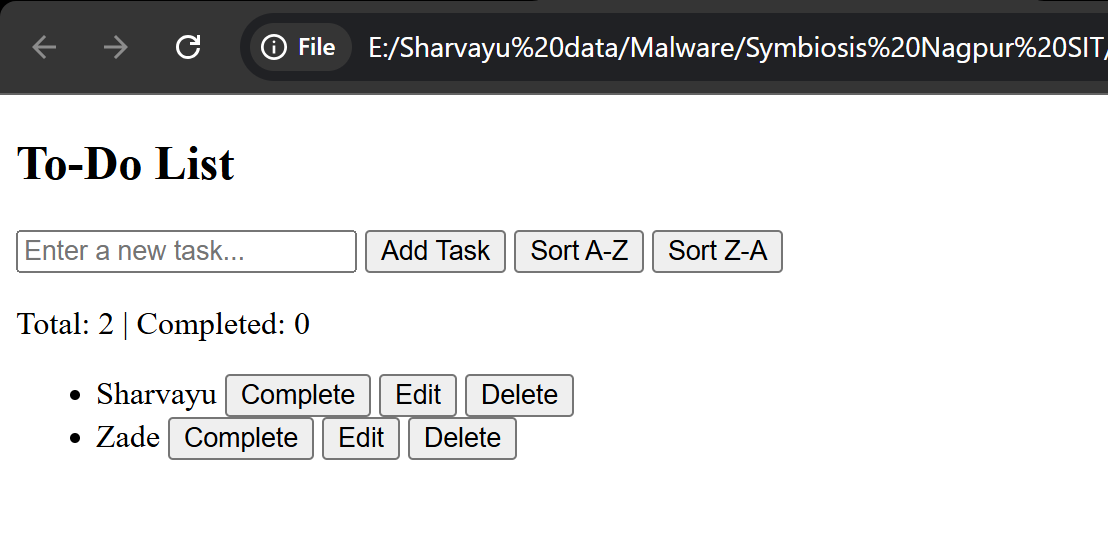 File E:/Sharvayu%20data/Malware/Symbiosis%20Nagpur%20SIT/
To-Do List
Enter a new task... Add Task Sort A-Z Sort Z-A
Total: 2 | Completed: 0
Sharvayu Complete Edit Delete
Zade Complete Edit Delete